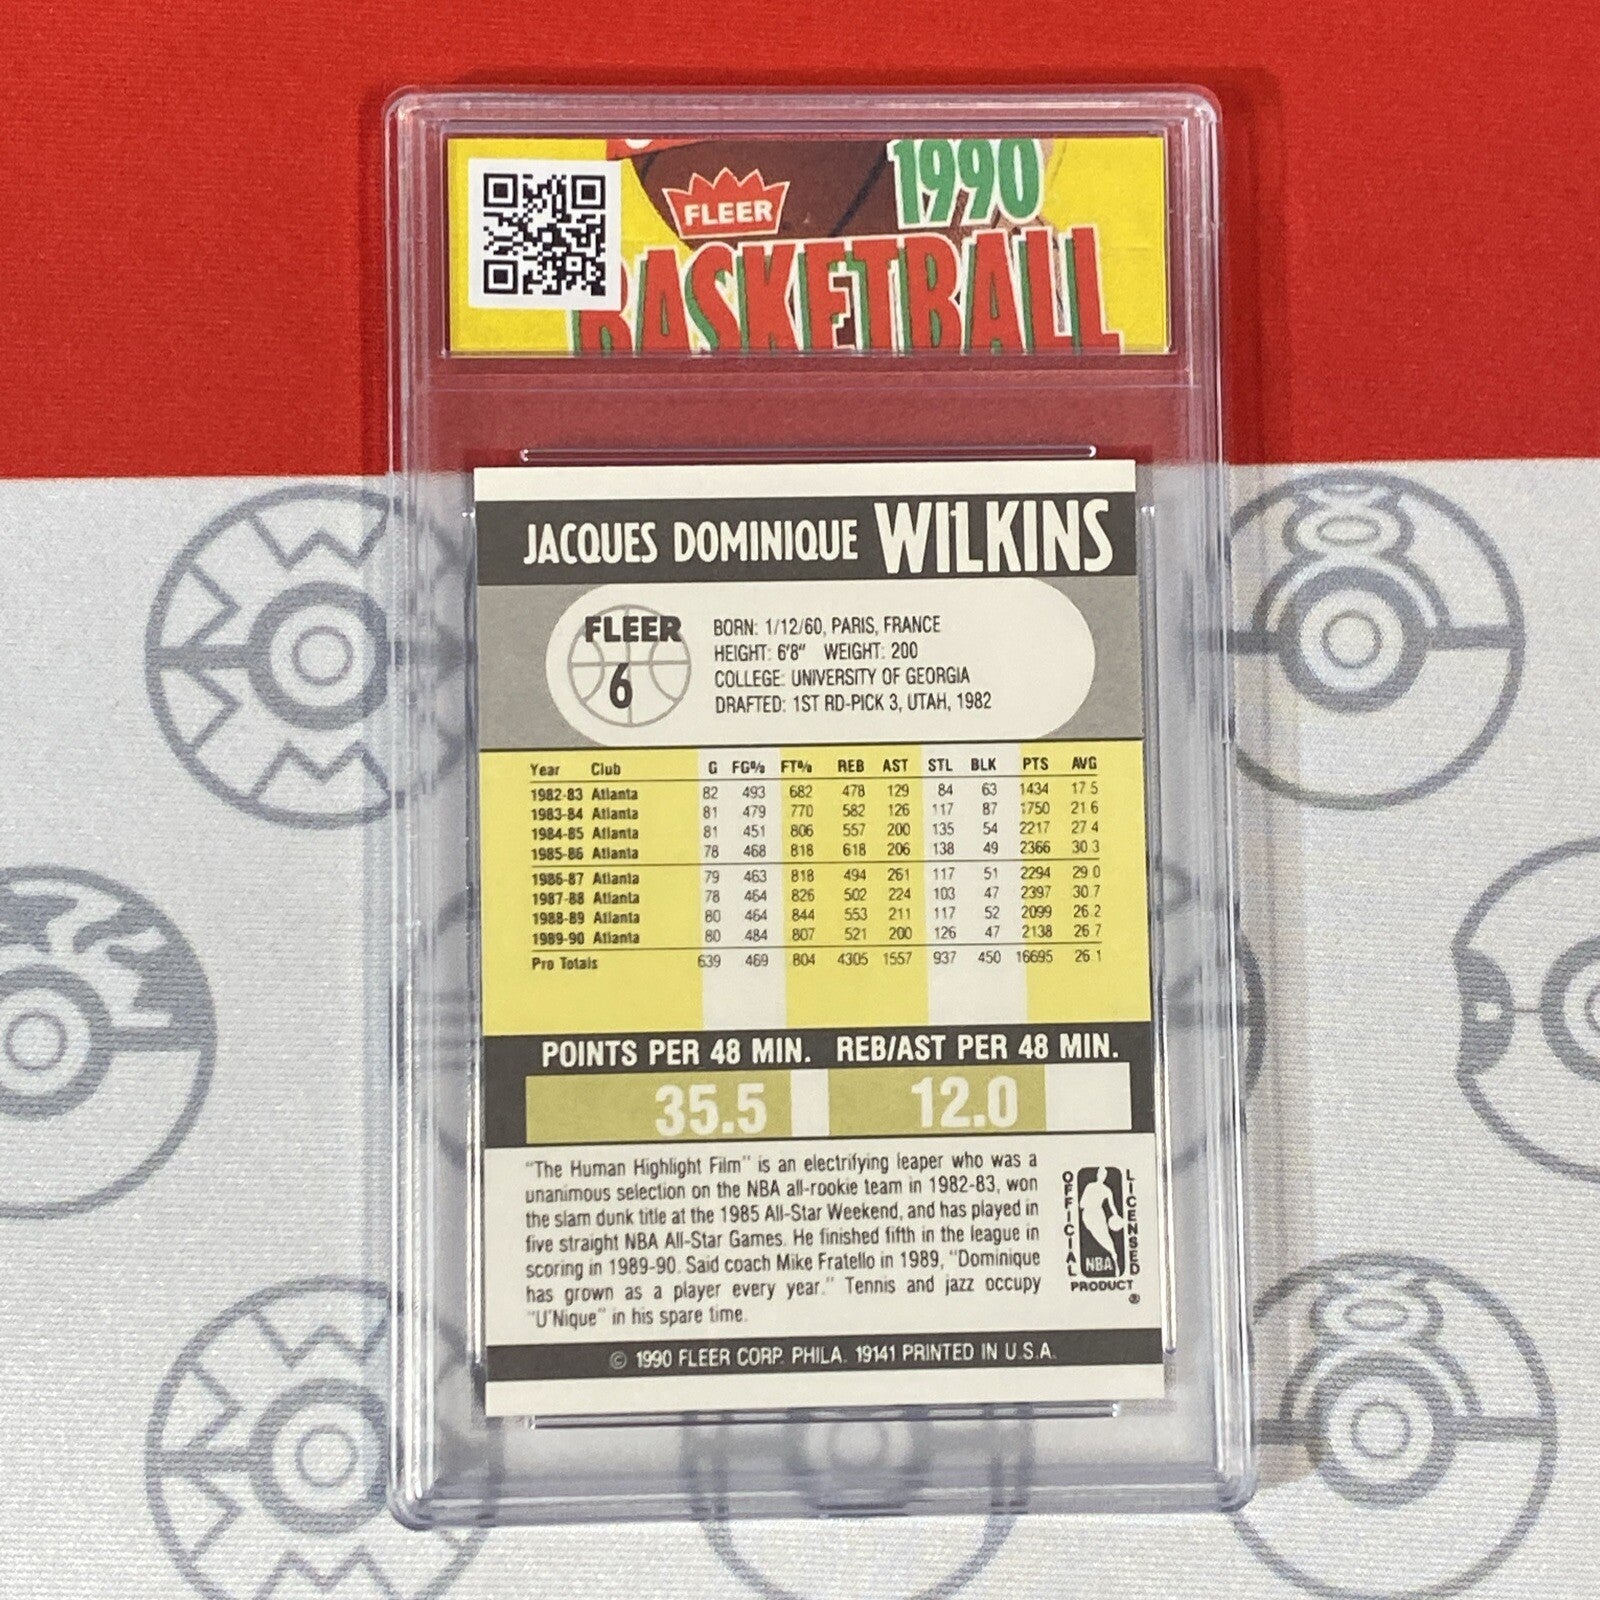 FLEER
1990
BASKETBALL
JACQUES DOMINIQUE WILKINS
FLEER
6
BORN: 1/12/60, PARIS, FRANCE
HEIGHT: 6'8" WEIGHT: 200
COLLEGE: UNIVERSITY OF GEORGIA
DRAFTED: 1ST RD-PICK 3, UTAH, 1982
Year Club G FG% FT% REB AST STL BLK PTS AVG
1982-83 Atlanta 82 493 682 478 129 84 63 1434 17.5
1983-84 Atlanta 81 479 770 582 126 117 87 1750 21.6
1984-85 Atlanta 81 451 806 557 200 135 54 2217 27.4
1985-86 Atlanta 78 468 818 618 206 138 49 2366 30.3
1986-87 Atlanta 79 463 818 494 261 117 51 2294 29.0
1987-88 Atlanta 78 464 826 502 224 103 47 2397 30.7
1988-89 Atlanta 80 464 844 553 211 117 52 2099 26.2
1989-90 Atlanta 80 484 807 521 200 126 47 2138 26.7
Pro Totals 639 469 804 4305 1557 937 450 16695 26.1
POINTS PER 48 MIN. REB/AST PER 48 MIN.
35.5 12.0
"The Human Highlight Film" is an electrifying leaper who was a
unanimous selection on the NBA all-rookie team in 1982-83, won
the slam dunk title at the 1985 All-Star Weekend, and has played in
five straight NBA All-Star Games. He finished fifth in the league in
scoring in 1989-90. Said coach Mike Fratello in 1989, "Dominique
has grown as a player every year." Tennis and jazz occupy
"U'Nique" in his spare time.
OFFICIAL LICENSED
NBA
PRODUCT
®
© 1990 FLEER CORP. PHILA. 19141 PRINTED IN U.S.A.